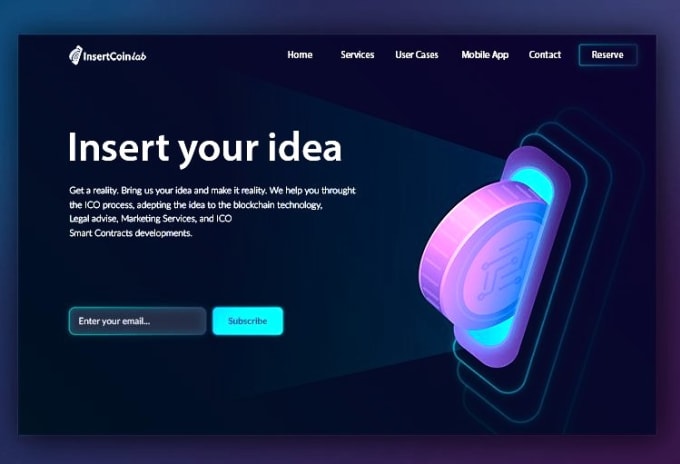 InsertCoinlab
Home Services User Cases Mobile App Contact Reserve
Insert your idea
Get a reality. Bring us your idea and make it reality. We help you throught
the ICO process, adepting the idea to the blockchain technology,
Legal advise, Marketing Services, and ICO
Smart Contracts developments.
Enter your email... Subscribe